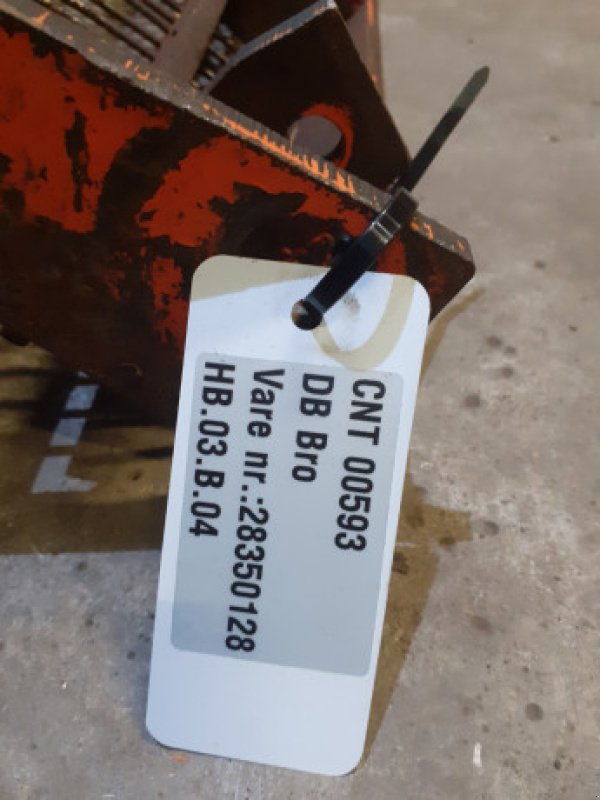 CNT 00593
DB Bro
Vare nr.:28350128
HB.03.B.04